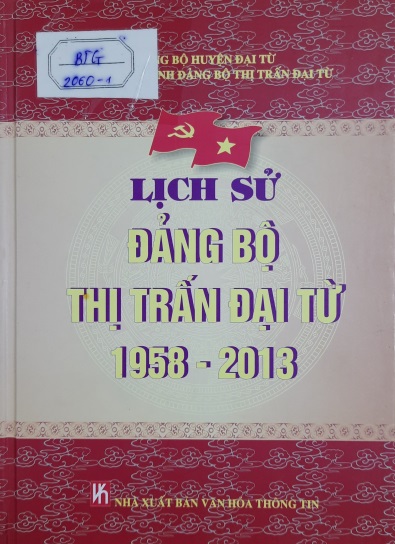 BTG
2060-1
BỘ HUYỆN ĐẠI TỪ
ĐẢNG BỘ THỊ TRẤN ĐẠI TỪ
LỊCH SỬ
ĐẢNG BỘ
THỊ TRẤN ĐẠI TỪ
1958 - 2013
NHÀ XUẤT BẢN VĂN HÓA THÔNG TIN